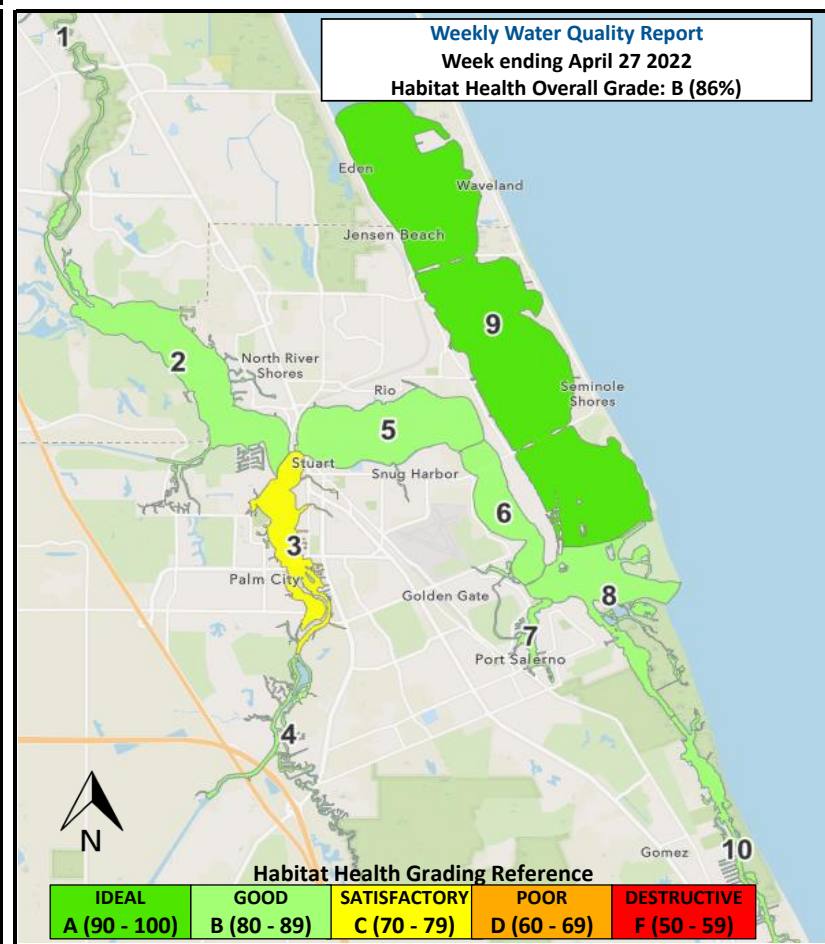 Weekly Water Quality Report
Week ending April 27 2022
Habitat Health Overall Grade: B (86%)
1
Eden
Waveland
Jensen Beach
9
2
North River
Shores
Rio
Seminole
Shores
5
Stuart
Snug Harbor
6
3
Palm City
Golden Gate
8
7
Port Salerno
4
N
Gomez
10
Habitat Health Grading Reference
IDEAL
A (90 - 100)
GOOD
B (80 - 89)
SATISFACTORY
C (70 - 79)
POOR
D (60 - 69)
DESTRUCTIVE
F (50 - 59)